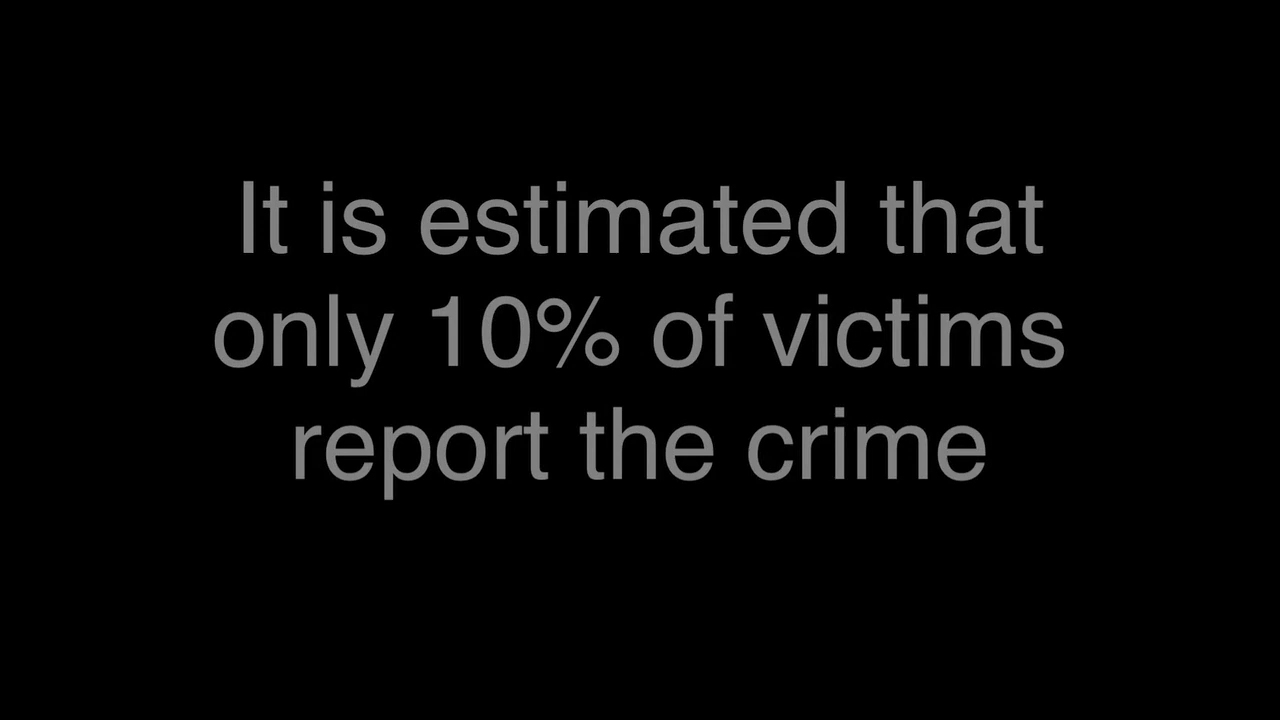 It is estimated that
only 10% of victims
report the crime